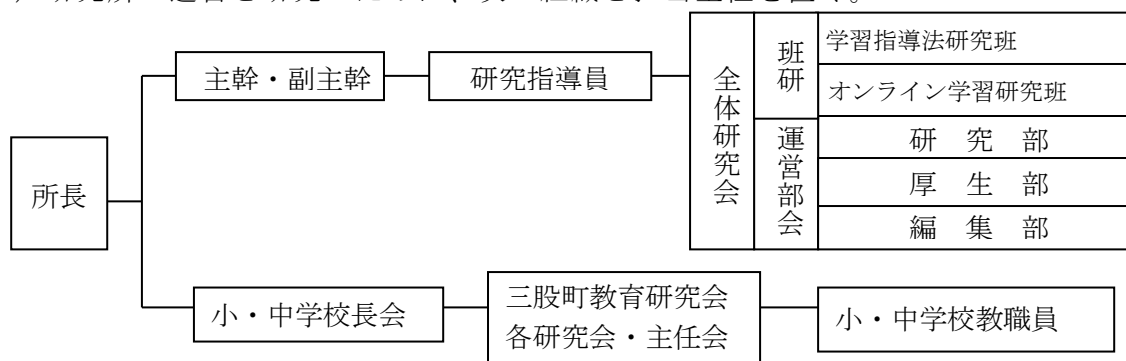 所長
主幹・副主幹
研究指導員
全体研究会
班研
学習指導法研究班
オンライン学習研究班
運営部会
研究部
厚生部
編集部
小・中学校長会
三股町教育研究会
各研究会・主任会
小・中学校教職員